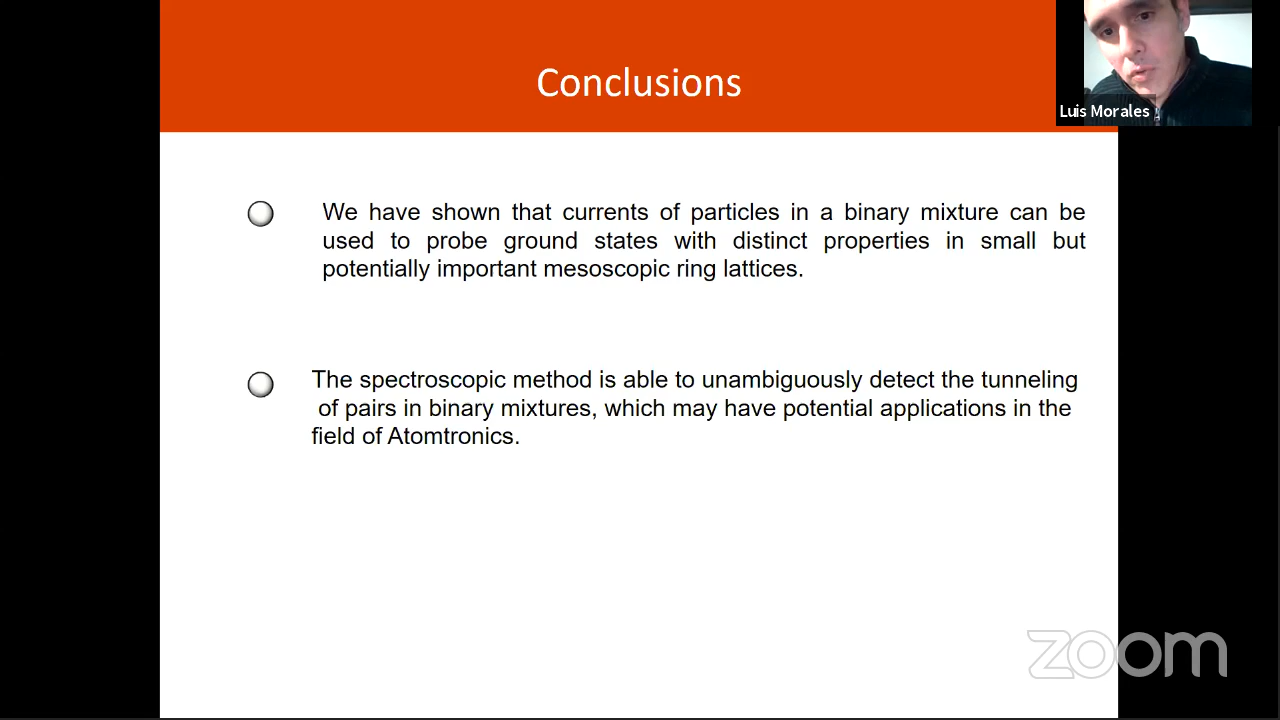 Conclusions
Luis Morales
We have shown that currents of particles in a binary mixture can be
used to probe ground states with distinct properties in small but
potentially important mesoscopic ring lattices.
The spectroscopic method is able to unambiguously detect the tunneling
of pairs in binary mixtures, which may have potential applications in the
field of Atomtronics.
zoom